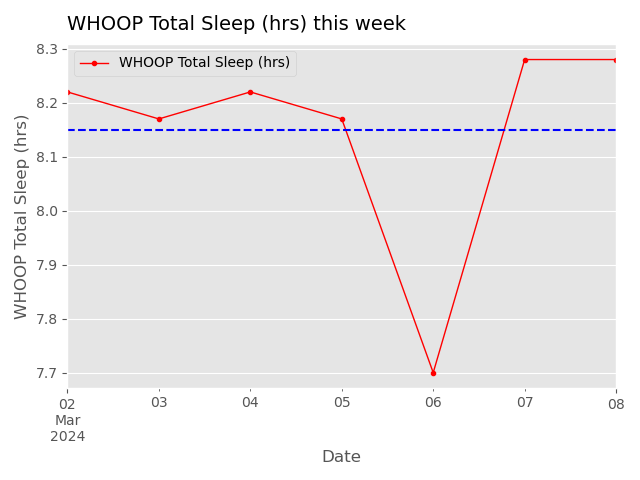 WHOOP Total Sleep (hrs) this week
WHOOP Total Sleep (hrs)
WHOOP Total Sleep (hrs)
8.3
8.2
8.1
8.0
7.9
7.8
7.7
02 03 04 05 06 07 08
Mar
2024
Date